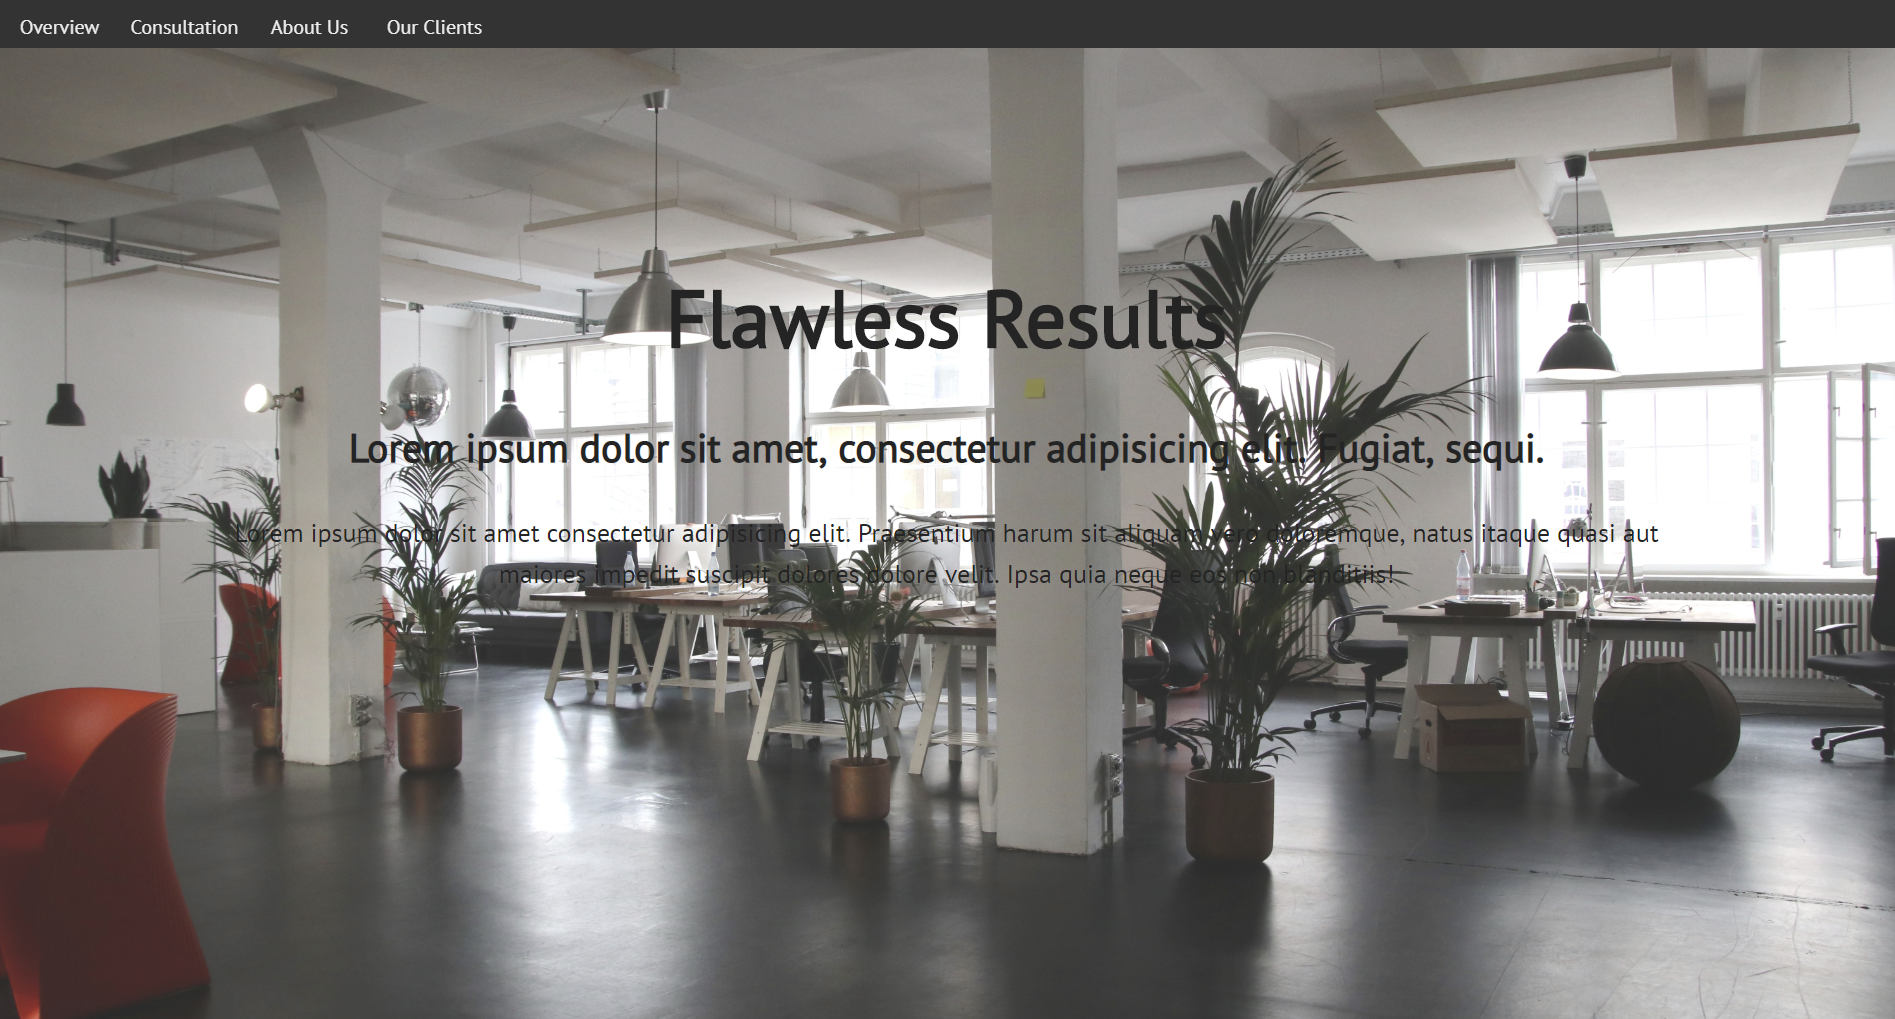 Overview Consultation About Us Our Clients
Flawless Results
Lorem ipsum dolor sit amet, consectetur adipisicing elit. Fugiat, sequi.
Lorem ipsum dolor sit amet consectetur adipisicing elit. Praesentium harum sit aliquam vero doloremque, natus itaque quasi aut
maiores impedit suscipit dolores dolore velit. Ipsa quia neque eos non blanditiis!